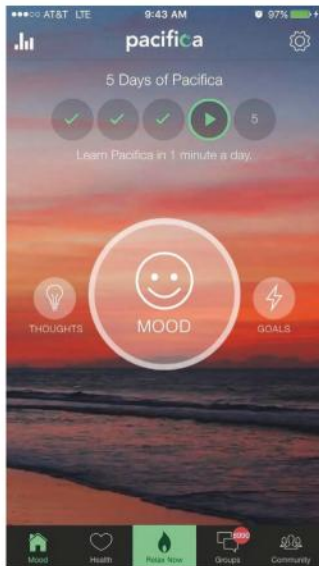 ●●●○○ AT&T LTE 9:43 AM 97%
pacifica
5 Days of Pacifica
5
Learn Pacifica in 1 minute a day.
THOUGHTS MOOD GOALS
Mood Health Relax Now Groups Community